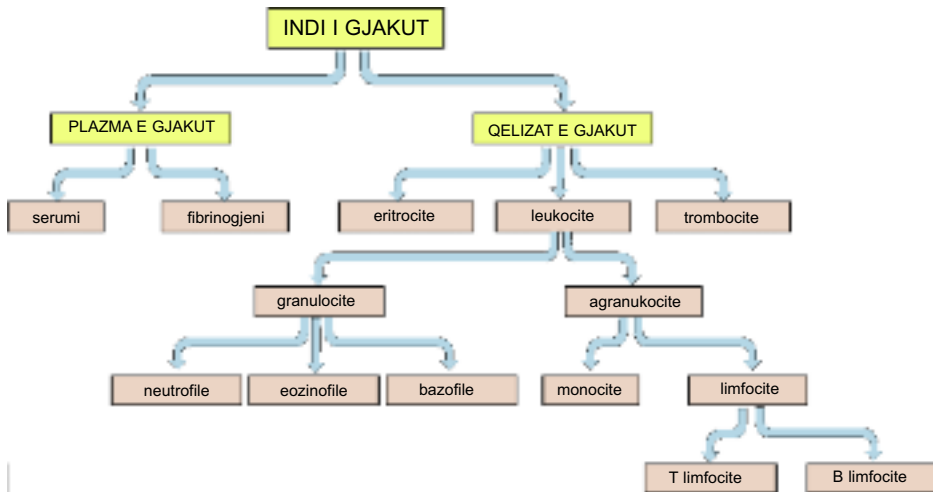 INDI I GJAKUT
PLAZMA E GJAKUT
QELIZAT E GJAKUT
serumi
fibrinogjeni
eritrocite
leukocite
trombocite
granulocite
agranukocite
neutrofile
eozinofile
bazofile
monocite
limfocite
T limfocite
B limfocite